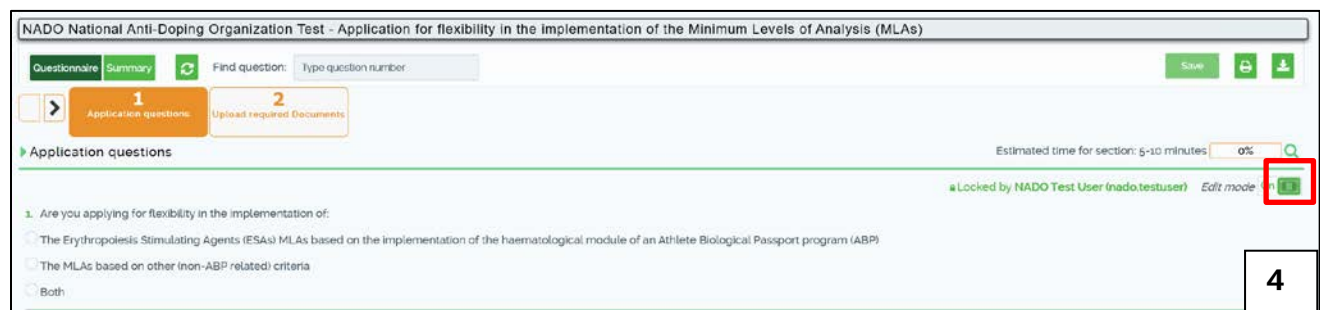 NADO National Anti-Doping Organization Test - Application for flexibility in the implementation of the Minimum Levels of Analysis (MLAs)
Questionnaire Summary Find question: Type question number Save
1 2
Application questions Upload required Documents
Application questions Estimated time for section: 5-10 minutes 0%
Locked by NADO Test User (nado.testuser) Edit mode
1. Are you applying for flexibility in the implementation of:
The Erythropoiesis Stimulating Agents (ESAs) MLAs based on the implementation of the haematological module of an Athlete Biological Passport program (ABP)
The MLAs based on other (non-ABP related) criteria
Both
4